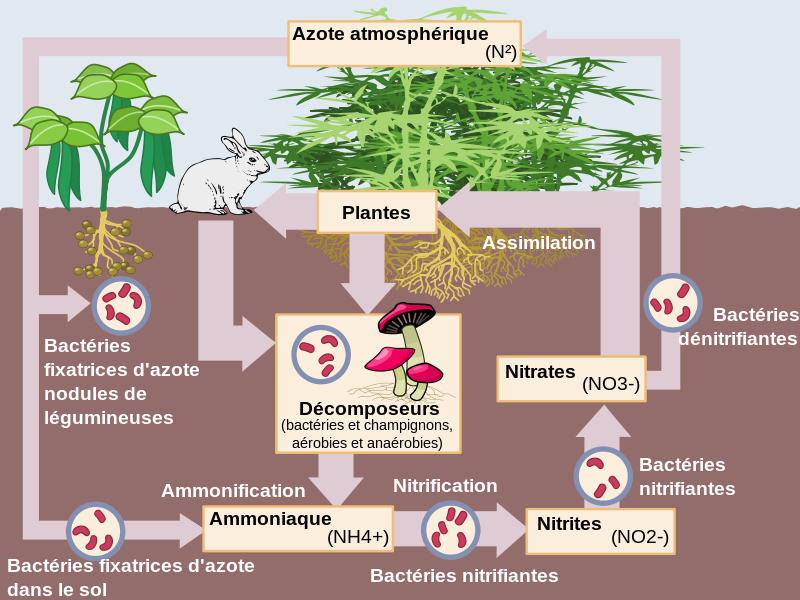 Azote atmosphérique
(N²)
Plantes
Assimilation
Bactéries
dénitrifiantes
Bactéries
fixatrices d'azote
nodules de
légumineuses
Décomposeurs
(bactéries et champignons,
aérobies et anaérobies)
Nitrates
(NO3-)
Bactéries
nitrifiantes
Ammonification
Nitrification
Ammoniaque
(NH4+)
Nitrites
(NO2-)
Bactéries fixatrices d'azote
dans le sol
Bactéries nitrifiantes